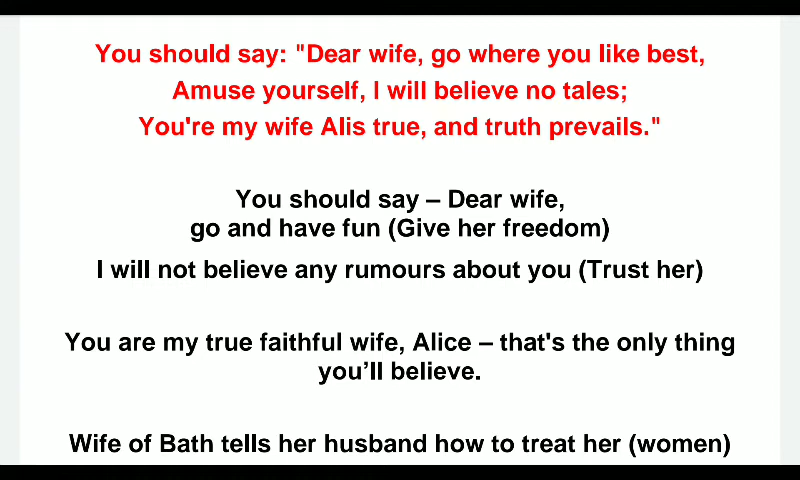 You should say: "Dear wife, go where you like best,
Amuse yourself, I will believe no tales;
You're my wife Alis true, and truth prevails."
You should say – Dear wife,
go and have fun (Give her freedom)
I will not believe any rumours about you (Trust her)
You are my true faithful wife, Alice – that's the only thing
you’ll believe.
Wife of Bath tells her husband how to treat her (women)